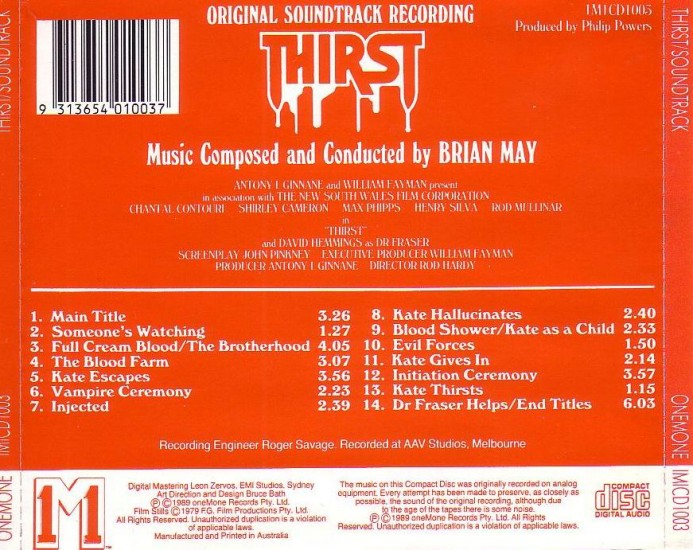 ORIGINAL SOUNDTRACK RECORDING
1M1CD1003
Produced by Philip Powers
THIRST
9 313654 010037
Music Composed and Conducted by BRIAN MAY
ANTONY I. GINNANE and WILLIAM FAYMAN present
in association with THE NEW SOUTH WALES FILM CORPORATION
CHANTAL CONTOURI SHIRLEY CAMERON MAX PHIPPS HENRY SILVA ROD MULLINAR
in
"THIRST"
and DAVID HEMMINGS as DR FRASER
SCREENPLAY JOHN PINKNEY EXECUTIVE PRODUCER WILLIAM FAYMAN
PRODUCER ANTONY I. GINNANE DIRECTOR ROD HARDY
1. Main Title 3.26
2. Someone's Watching 1.27
3. Full Cream Blood/The Brotherhood 4.05
4. The Blood Farm 3.07
5. Kate Escapes 3.56
6. Vampire Ceremony 2.23
7. Injected 2.39
8. Kate Hallucinates 2.40
9. Blood Shower/Kate as a Child 2.33
10. Evil Forces 1.50
11. Kate Gives In 2.14
12. Initiation Ceremony 3.57
13. Kate Thirsts 1.15
14. Dr Fraser Helps/End Titles 6.03
Recording Engineer Roger Savage. Recorded at AAV Studios, Melbourne
1M
TM
Digital Mastering Leon Zervos, EMI Studios, Sydney
Art Direction and Design Bruce Bath
Ⓟ © 1989 oneMone Records Pty. Ltd.
Film Stills © 1979 F.G. Film Productions Pty. Ltd.
All Rights Reserved. Unauthorized duplication is a violation
of applicable laws.
Manufactured and Printed in Australia
The music on this Compact Disc was originally recorded on analog
equipment. Every attempt has been made to preserve, as closely as
possible, the sound of the original recording, although due
to the age of the tapes there is some noise.
Ⓟ © 1989 oneMone Records Pty Ltd.
All Rights Reserved. Unauthorized duplication is a violation
of applicable laws.
COMPACT
disc
DIGITAL AUDIO
THIRST/SOUNDTRACK
ONEMONE 1M1CD1003
THIRST/SOUNDTRACK
ONEMONE 1M1CD1003